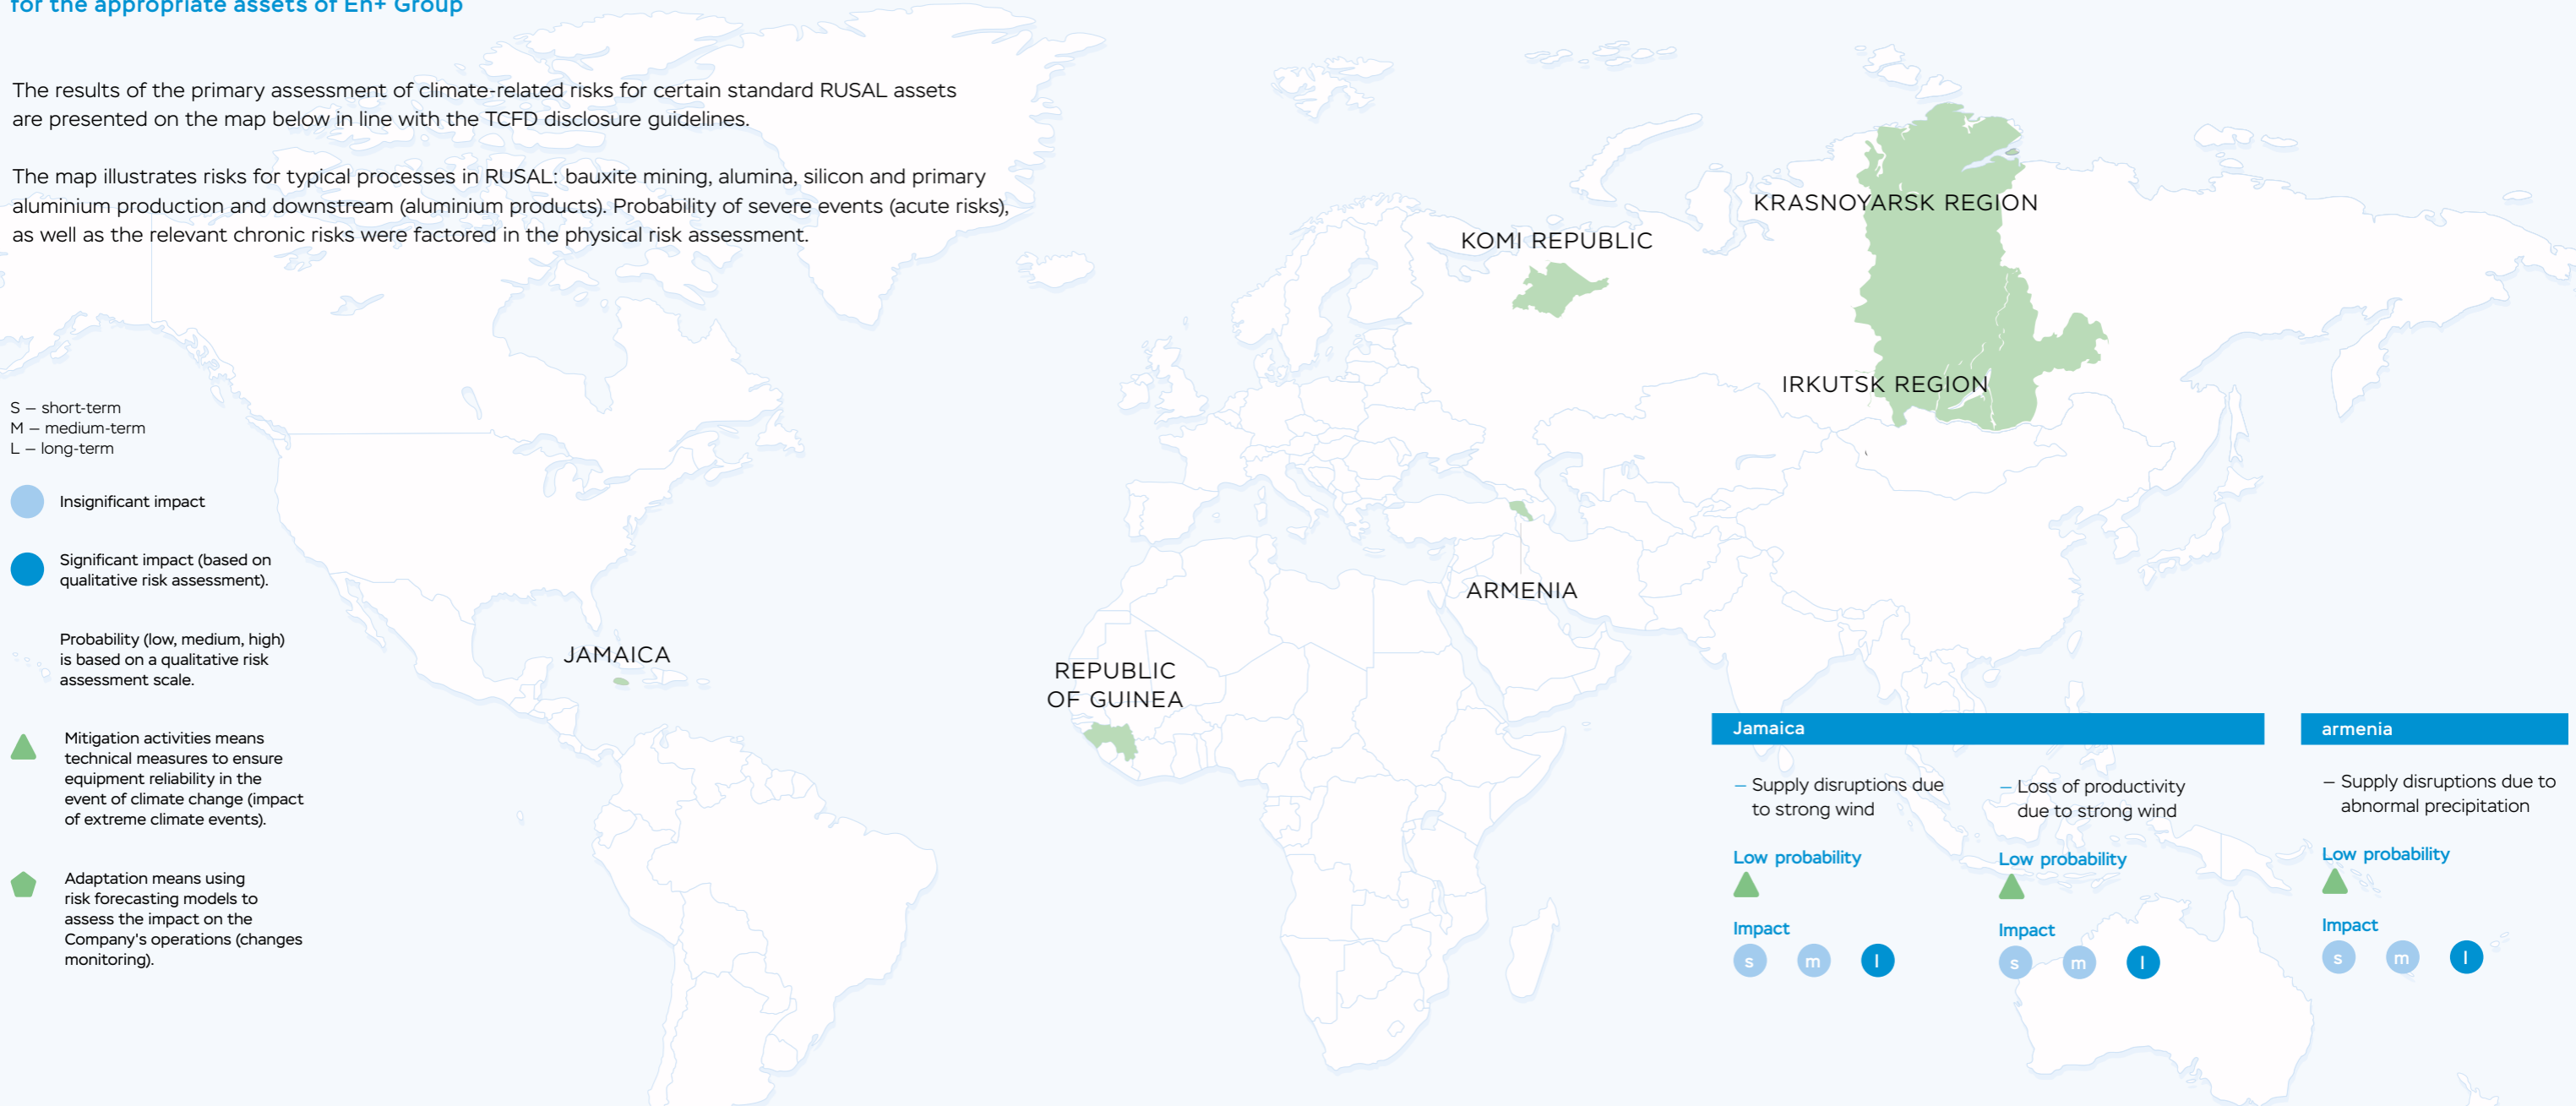 for the appropriate assets of En+ Group
The results of the primary assessment of climate-related risks for certain standard RUSAL assets
are presented on the map below in line with the TCFD disclosure guidelines.
The map illustrates risks for typical processes in RUSAL: bauxite mining, alumina, silicon and primary
aluminium production and downstream (aluminium products). Probability of severe events (acute risks),
as well as the relevant chronic risks were factored in the physical risk assessment.
KRASNOYARSK REGION
KOMI REPUBLIC
IRKUTSK REGION
ARMENIA
JAMAICA
REPUBLIC
OF GUINEA
S – short-term
M – medium-term
L – long-term
Insignificant impact
Significant impact (based on
qualitative risk assessment).
Probability (low, medium, high)
is based on a qualitative risk
assessment scale.
Mitigation activities means
technical measures to ensure
equipment reliability in the
event of climate change (impact
of extreme climate events).
Adaptation means using
risk forecasting models to
assess the impact on the
Company's operations (changes
monitoring).
Jamaica
– Supply disruptions due
to strong wind
Low probability
Impact
s m l
– Loss of productivity
due to strong wind
Low probability
Impact
s m l
armenia
– Supply disruptions due to
abnormal precipitation
Low probability
Impact
s m l